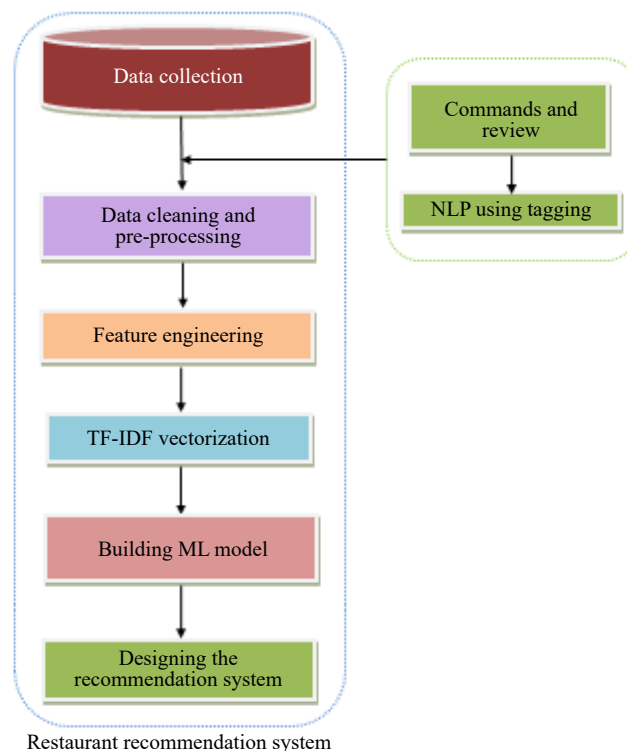 Data collection
Commands and
review
NLP using tagging
Data cleaning and
pre-processing
Feature engineering
TF-IDF vectorization
Building ML model
Designing the
recommendation system
Restaurant recommendation system